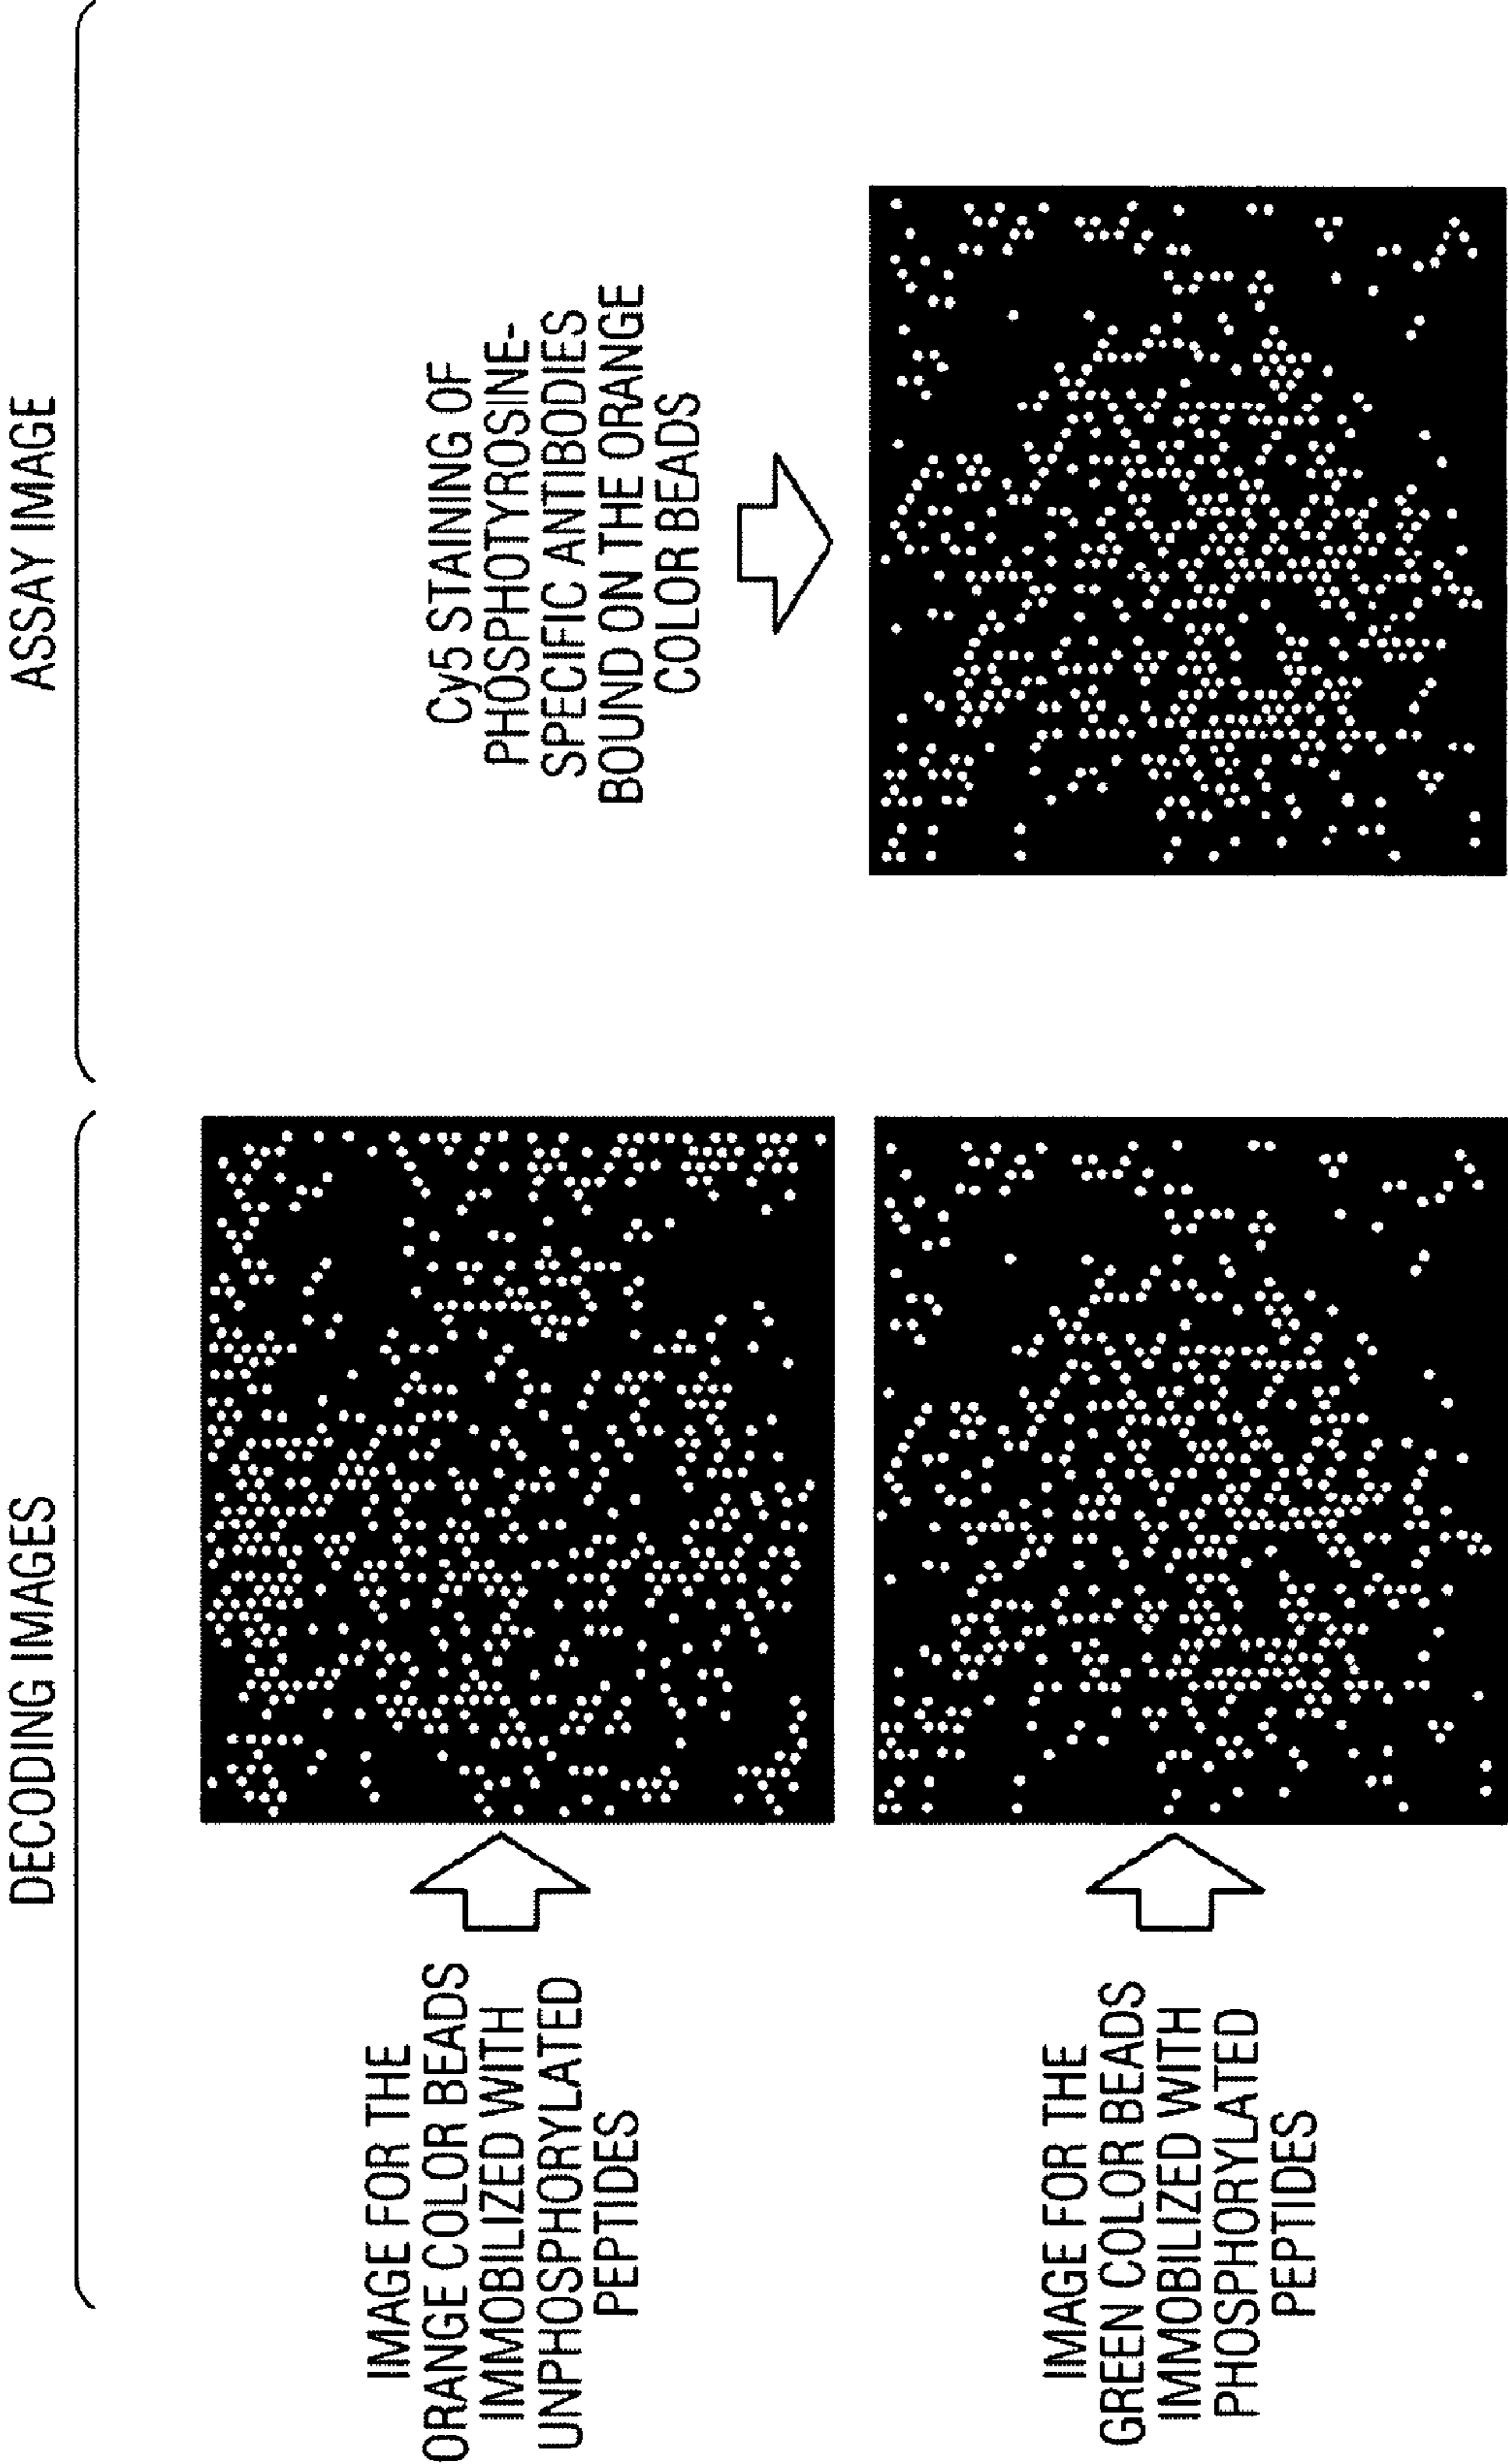 DECODING IMAGES
ASSAY IMAGE
IMAGE FOR THE
ORANGE COLOR BEADS
IMMOBILIZED WITH
UNPHOSPHORYLATED
PEPTIDES
Cy5 STAINING OF
PHOSPHOTYROSINE-
SPECIFIC ANTIBODIES
BOUND ON THE ORANGE
COLOR BEADS
IMAGE FOR THE
GREEN COLOR BEADS
IMMOBILIZED WITH
PHOSPHORYLATED
PEPTIDES